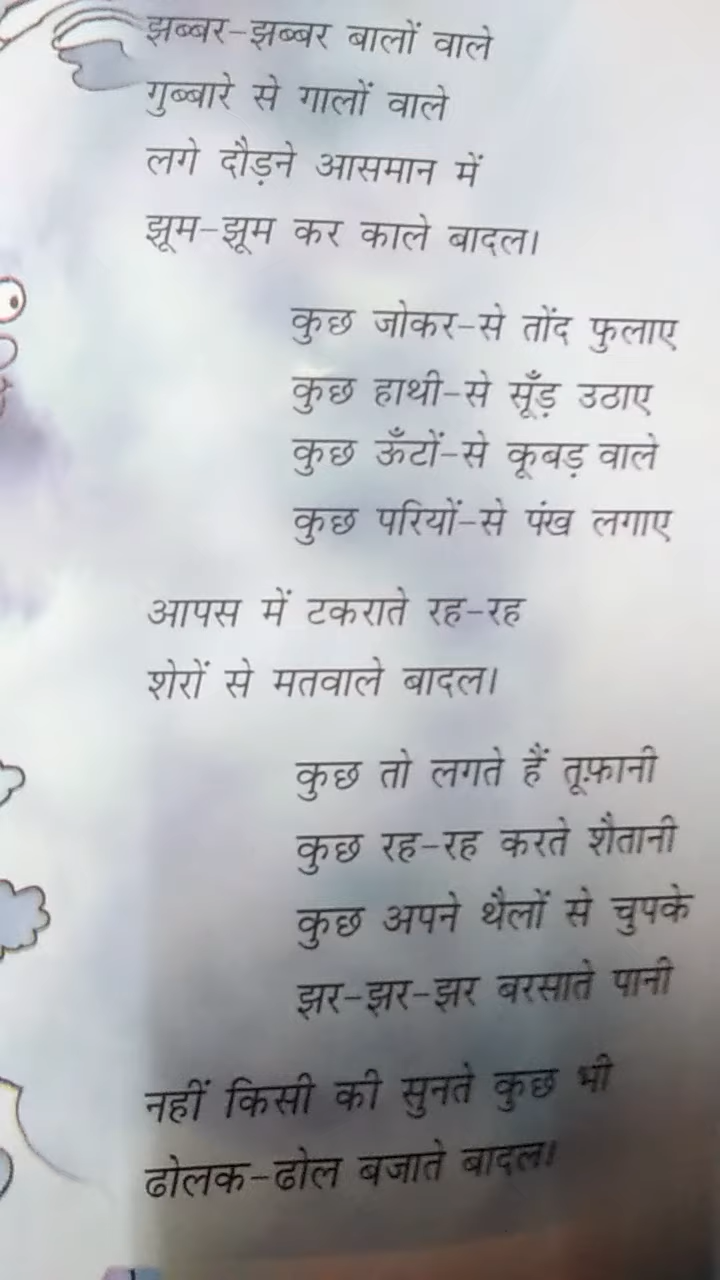 झब्बर-झब्बर बालों वाले
गुब्बारे से गालों वाले
लगे दौड़ने आसमान में
झूम-झूम कर काले बादल।
कुछ जोकर-से तोंद फुलाए
कुछ हाथी-से सूँड़ उठाए
कुछ ऊँटों-से कूबड़ वाले
कुछ परियों-से पंख लगाए
आपस में टकराते रह-रह
शेरों से मतवाले बादल।
कुछ तो लगते हैं तूफ़ानी
कुछ रह-रह करते शैतानी
कुछ अपने थैलों से चुपके
झर-झर-झर बरसाते पानी
नहीं किसी की सुनते कुछ भी
ढोलक-ढोल बजाते बादल।